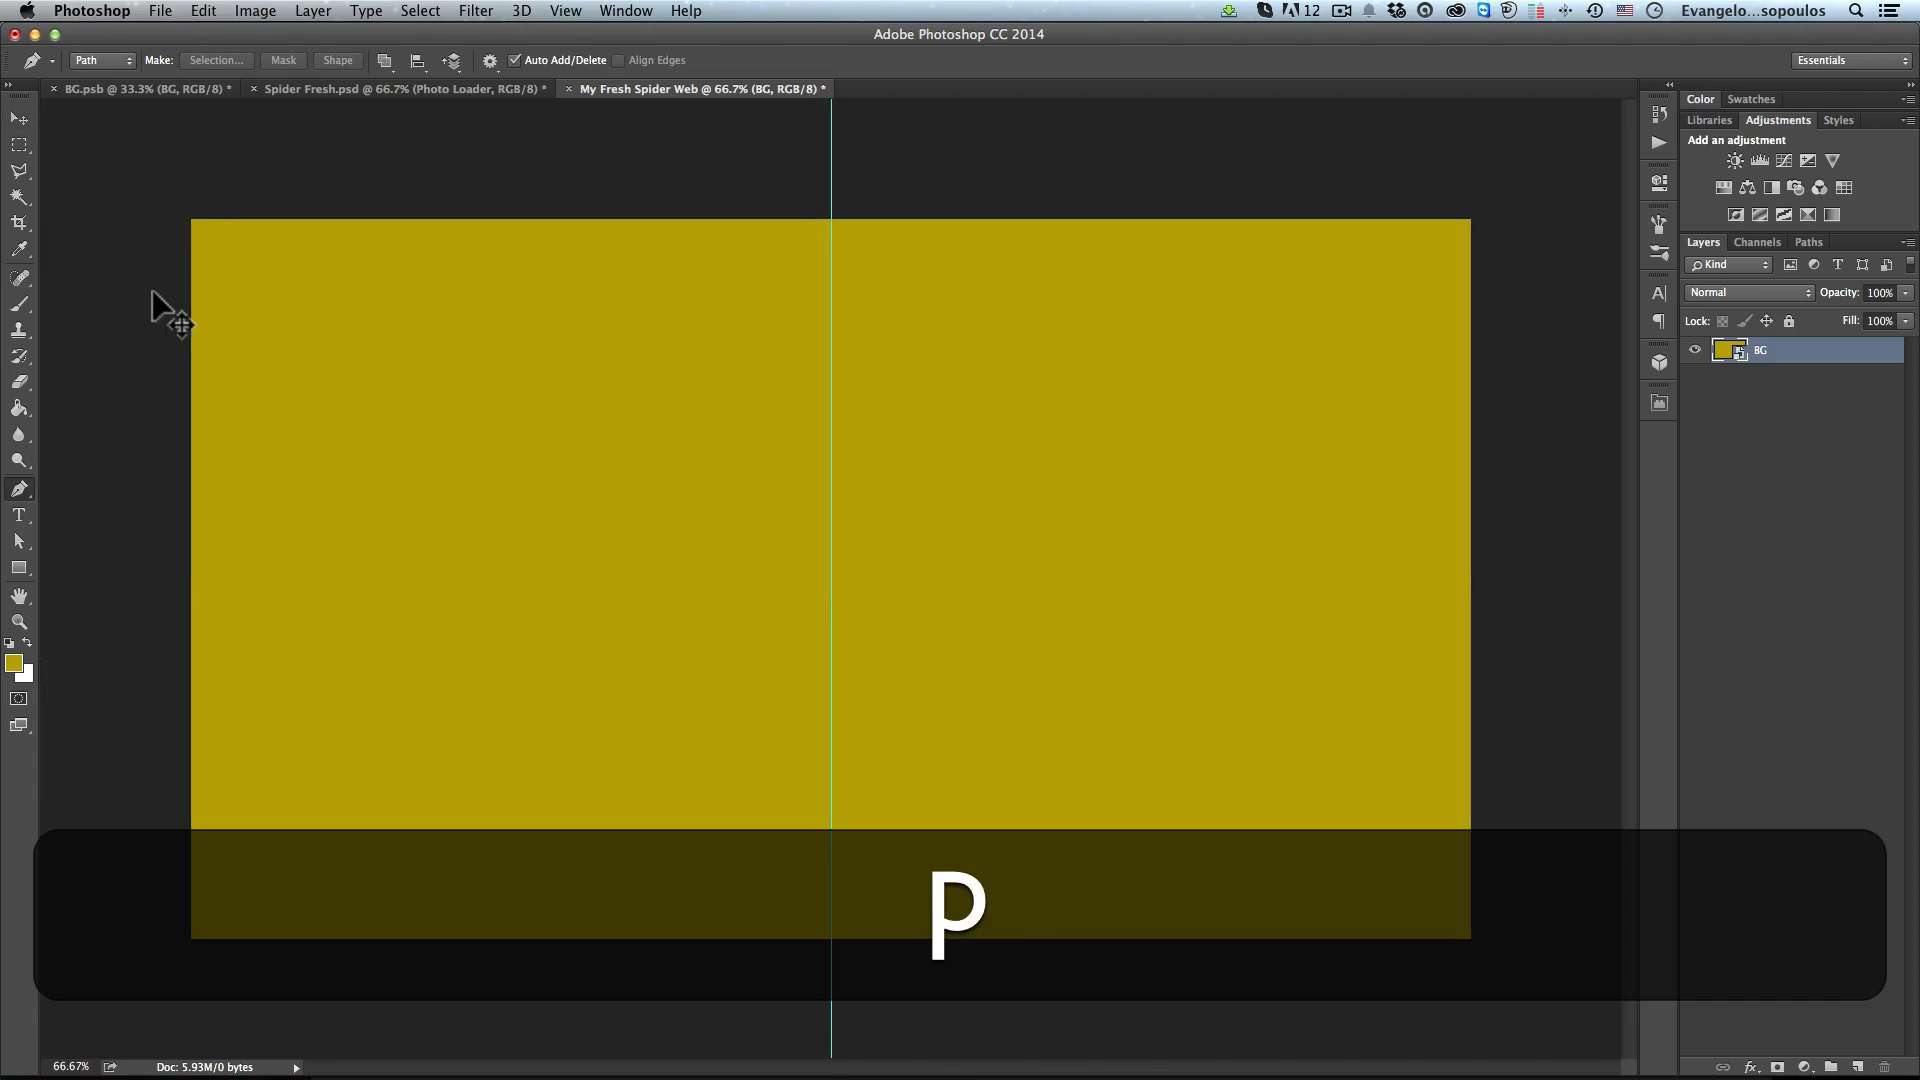 Photoshop File Edit Image Layer Type Select Filter 3D View Window Help 12 Evangelo...sopoulos
Adobe Photoshop CC 2014
Path Make: Selection... Mask Shape Auto Add/Delete Align Edges Essentials
BG.psb @ 33.3% (BG, RGB/8) * Spider Fresh.psd @ 66.7% (Photo Loader, RGB/8) * My Fresh Spider Web @ 66.7% (BG, RGB/8) *
Color Swatches
Libraries Adjustments Styles
Add an adjustment
Layers Channels Paths
Kind
Normal Opacity: 100%
Lock: Fill: 100%
BG
P
66.67% Doc: 5.93M/0 bytes